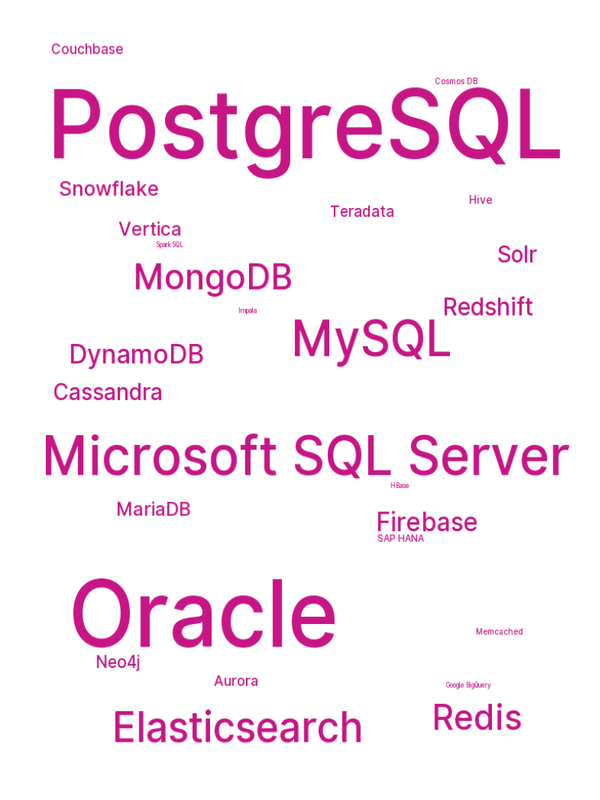 Couchbase
Cosmos DB
PostgreSQL
Snowflake
Hive
Teradata
Vertica
Spark SQL
Solr
MongoDB
Redshift
Impala
MySQL
DynamoDB
Cassandra
Microsoft SQL Server
HBase
MariaDB
Firebase
SAP HANA
Oracle
Memcached
Neo4j
Aurora
Google BigQuery
Redis
Elasticsearch